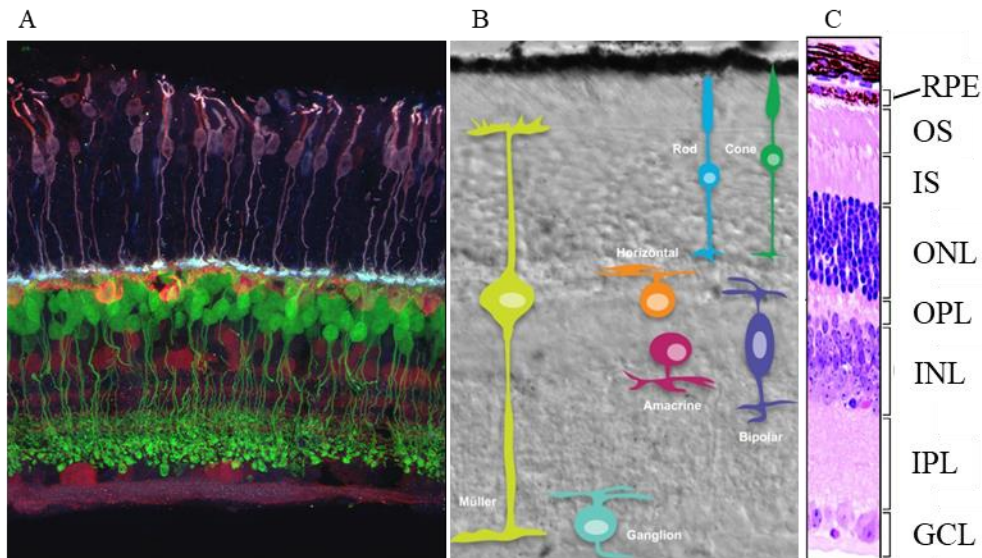 A
B
C
Rod
Cone
Horizontal
Amacrine
Bipolar
Müller
Ganglion
RPE
OS
IS
ONL
OPL
INL
IPL
GCL